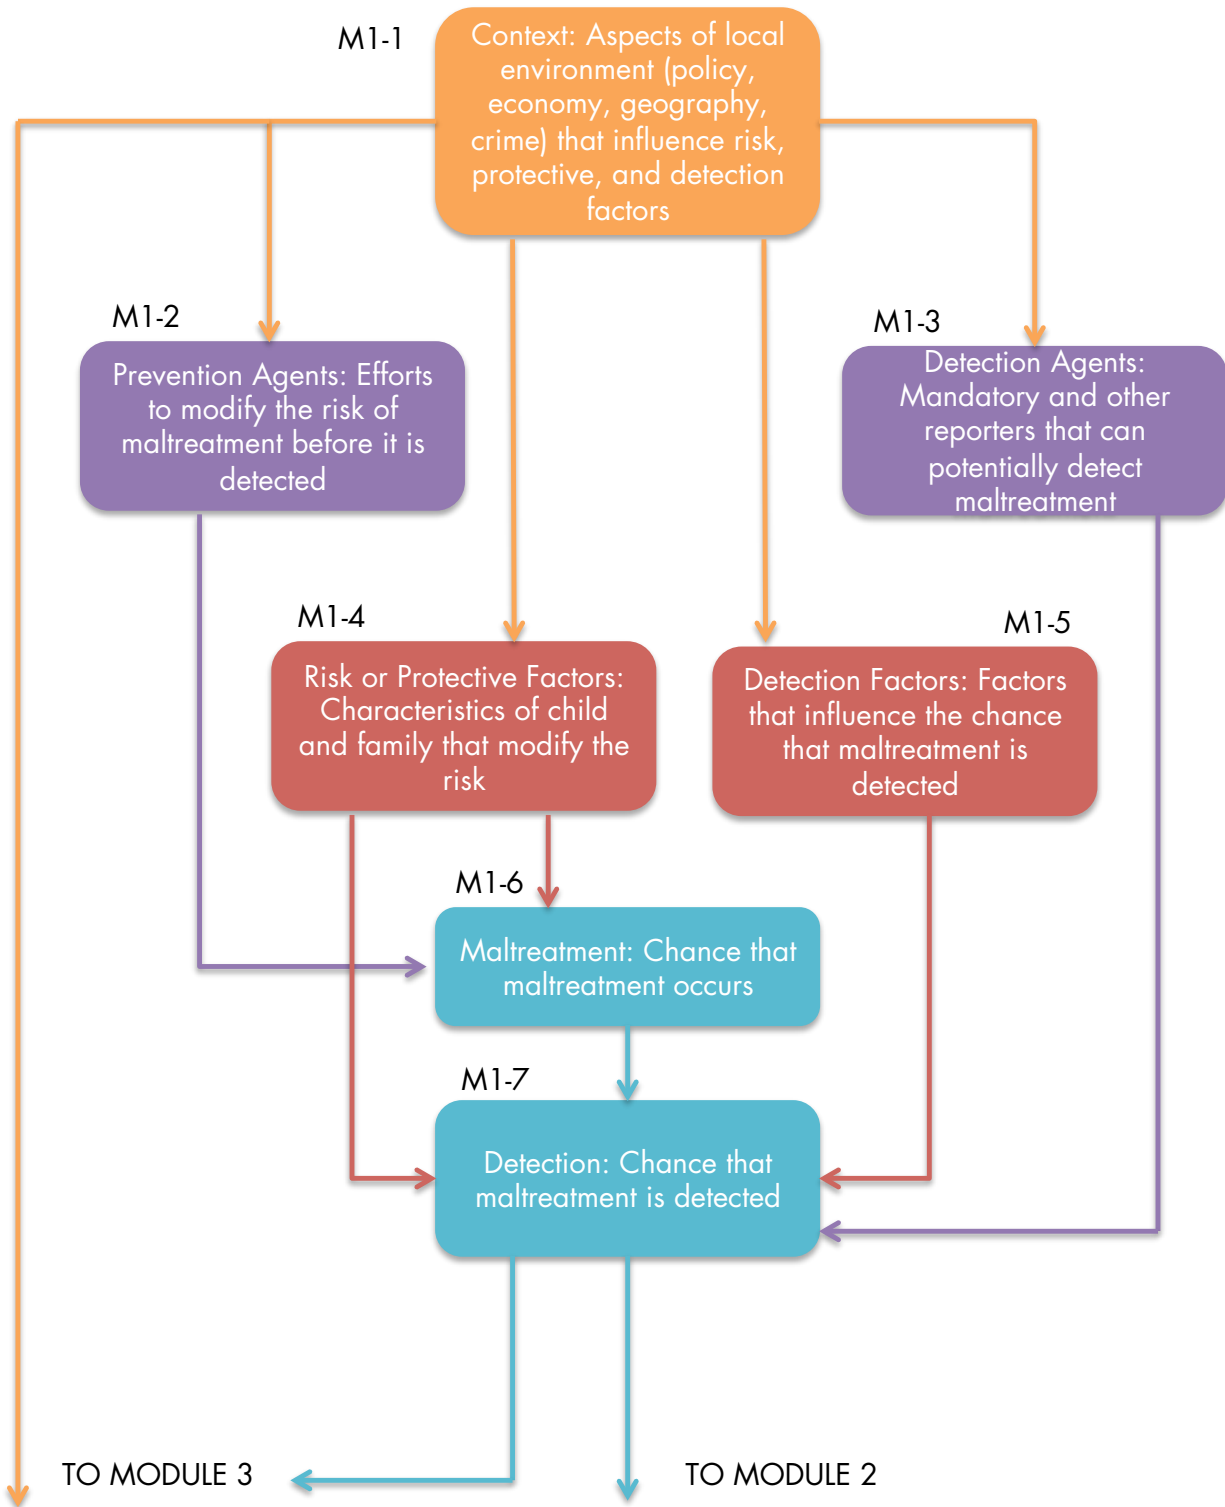 M1-1
Context: Aspects of local
environment (policy,
economy, geography,
crime) that influence risk,
protective, and detection
factors
M1-2
Prevention Agents: Efforts
to modify the risk of
maltreatment before it is
detected
M1-3
Detection Agents:
Mandatory and other
reporters that can
potentially detect
maltreatment
M1-4
Risk or Protective Factors:
Characteristics of child
and family that modify the
risk
M1-5
Detection Factors: Factors
that influence the chance
that maltreatment is
detected
M1-6
Maltreatment: Chance that
maltreatment occurs
M1-7
Detection: Chance that
maltreatment is detected
TO MODULE 3
TO MODULE 2